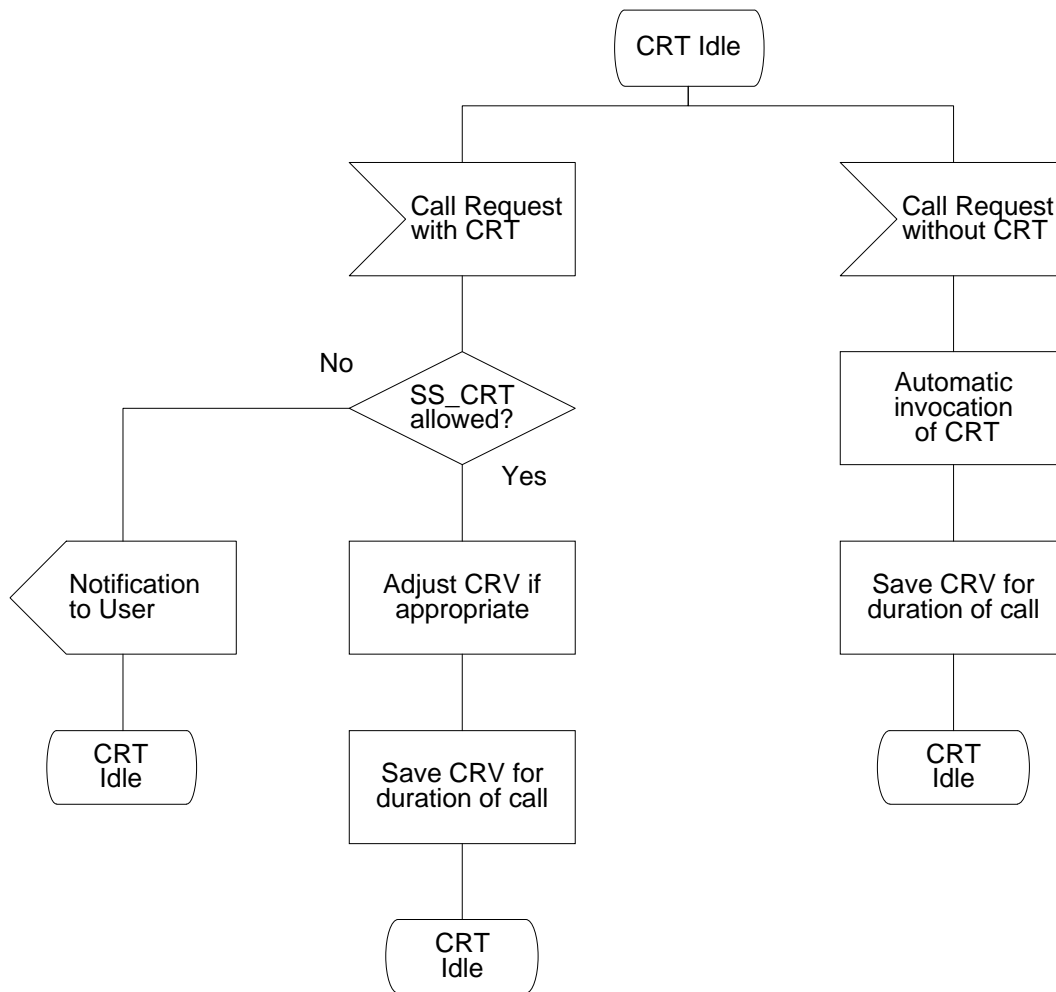 CRT Idle
Call Request
with CRT
Call Request
without CRT
No
SS_CRT
allowed?
Yes
Automatic
invocation
of CRT
Notification
to User
Adjust CRV if
appropriate
Save CRV for
duration of call
CRT
Idle
Save CRV for
duration of call
CRT
Idle
CRT
Idle